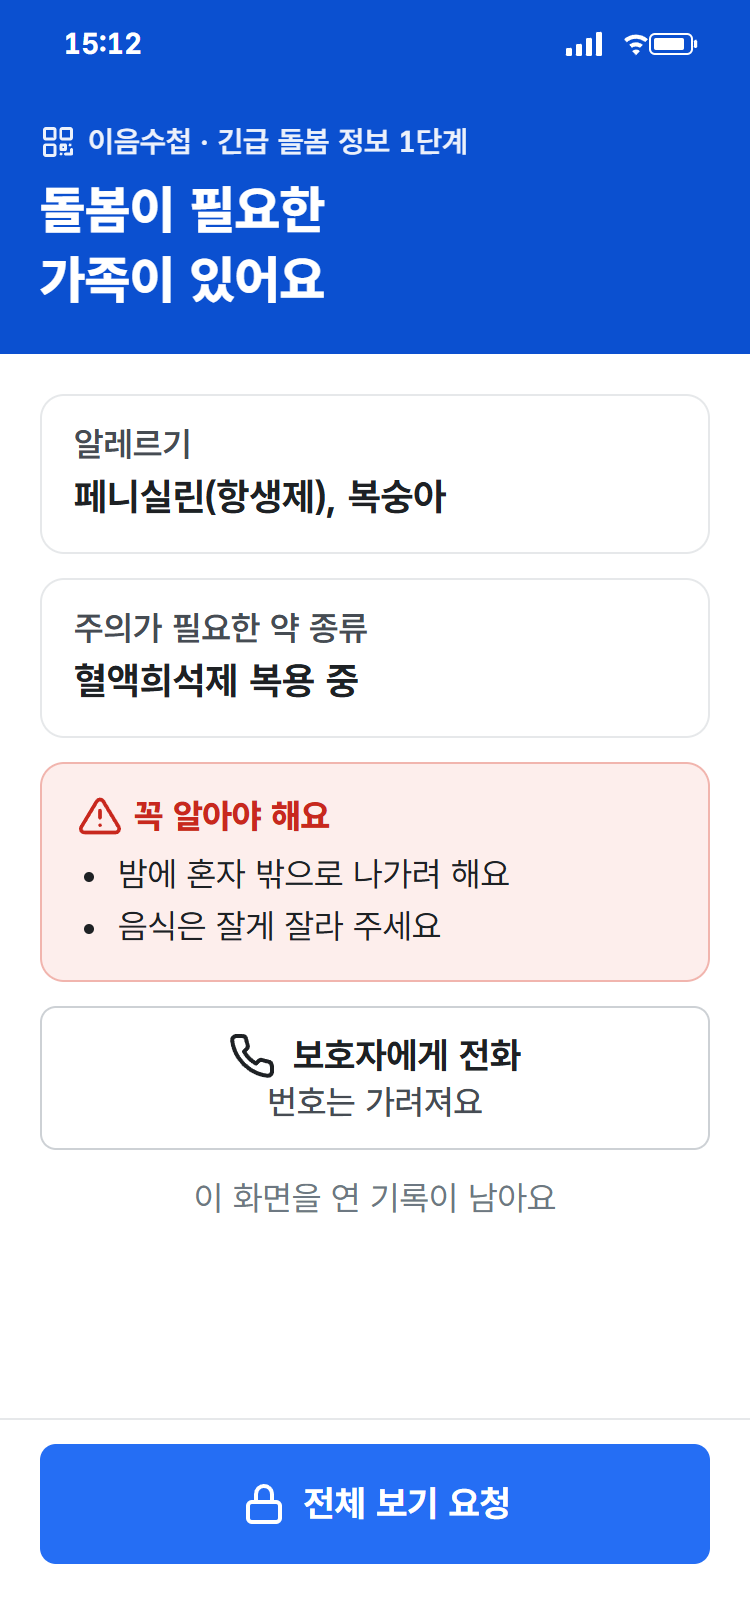 15:12
이음수첩 · 긴급 돌봄 정보 1단계
돌봄이 필요한
가족이 있어요
알레르기
페니실린(항생제), 복숭아
주의가 필요한 약 종류
혈액희석제 복용 중
꼭 알아야 해요
• 밤에 혼자 밖으로 나가려 해요
• 음식은 잘게 잘라 주세요
보호자에게 전화
번호는 가려져요
이 화면을 연 기록이 남아요
전체 보기 요청